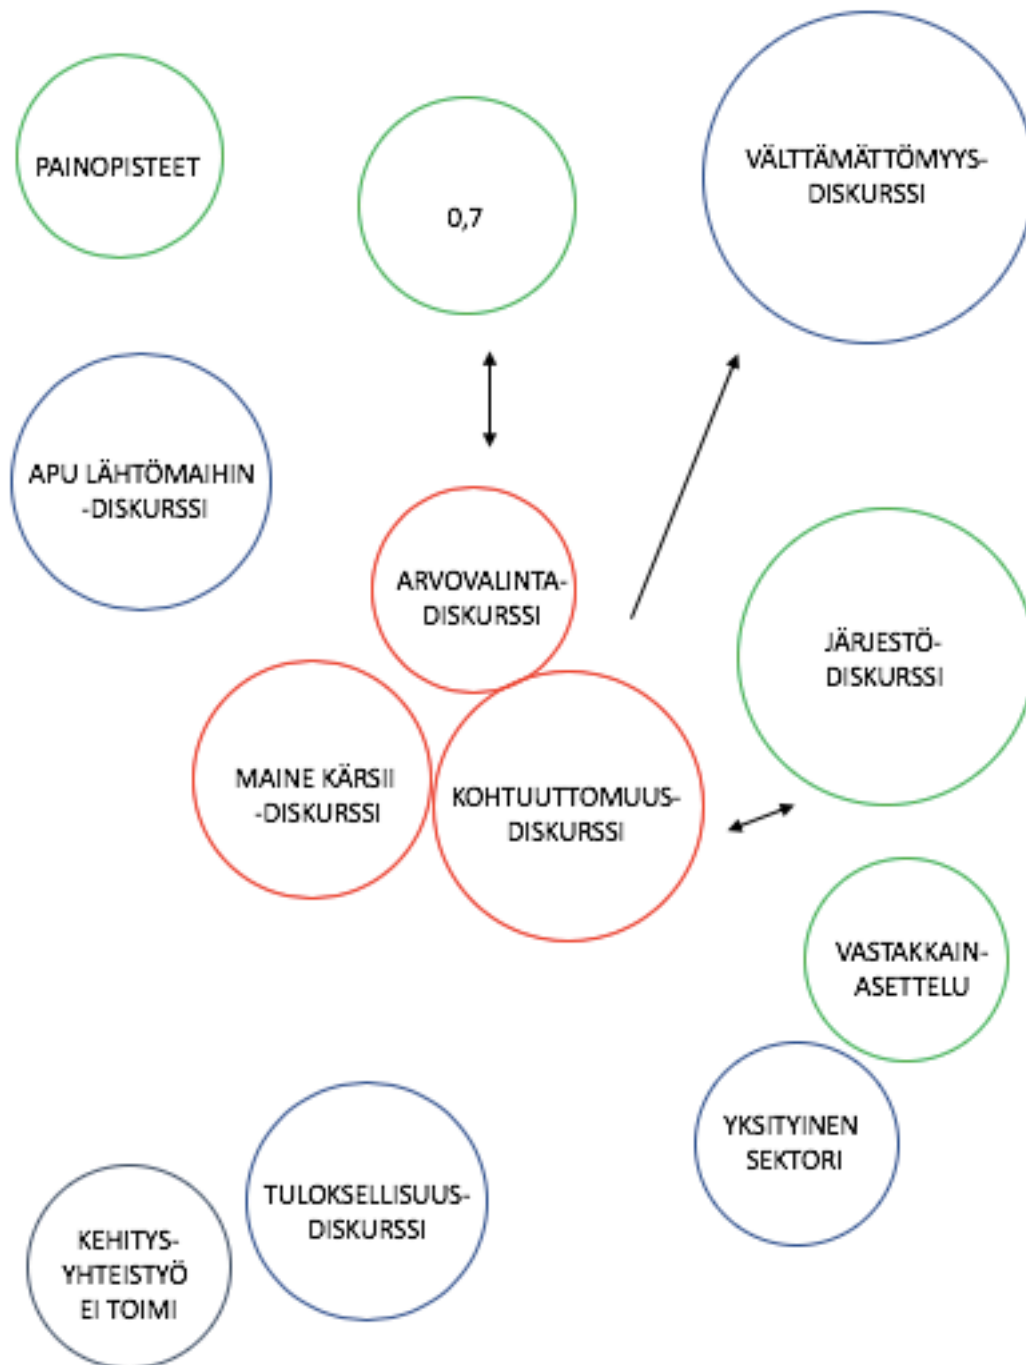 PAINOPISTEET
0,7
VÄLTTÄMÄTTÖMYYS-
DISKURSSI
APU LÄHTÖMAIHIN
-DISKURSSI
ARVOVALINTA-
DISKURSSI
JÄRJESTÖ-
DISKURSSI
MAINE KÄRSII
-DISKURSSI
KOHTUUTTOMUUS-
DISKURSSI
VASTAKKAIN-
ASETTELU
YKSITYINEN
SEKTORI
TULOKSELLISUUS-
DISKURSSI
KEHITYS-
YHTEISTYÖ
EI TOIMI